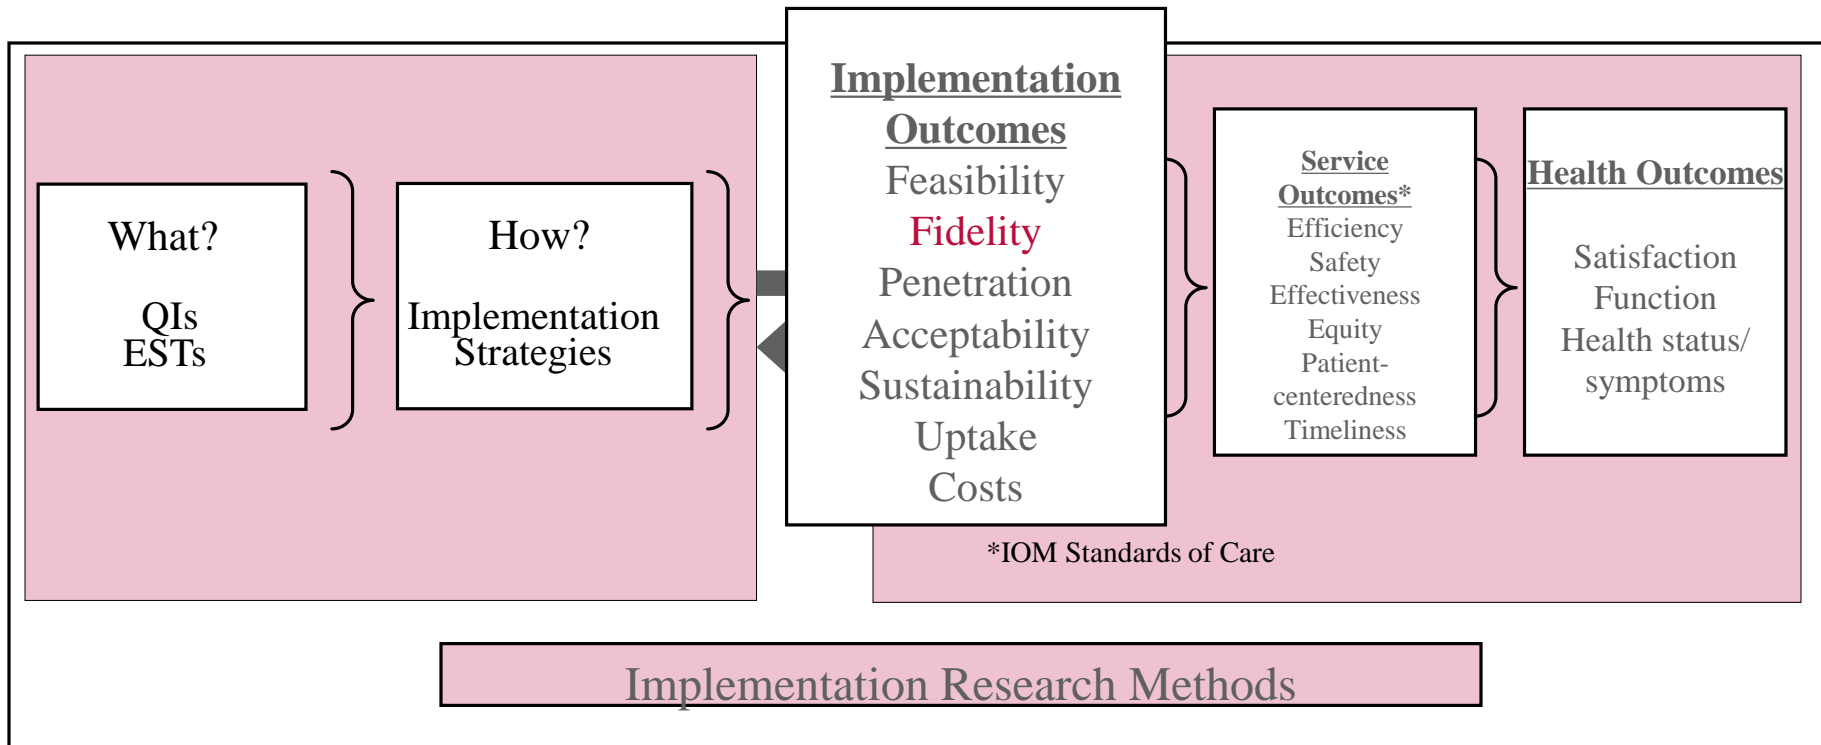 What?
QIs
ESTs
How?
Implementation
Strategies
Implementation
Outcomes
Feasibility
Fidelity
Penetration
Acceptability
Sustainability
Uptake
Costs
Service
Outcomes*
Efficiency
Safety
Effectiveness
Equity
Patient-
centeredness
Timeliness
Health Outcomes
Satisfaction
Function
Health status/
symptoms
*IOM Standards of Care
Implementation Research Methods